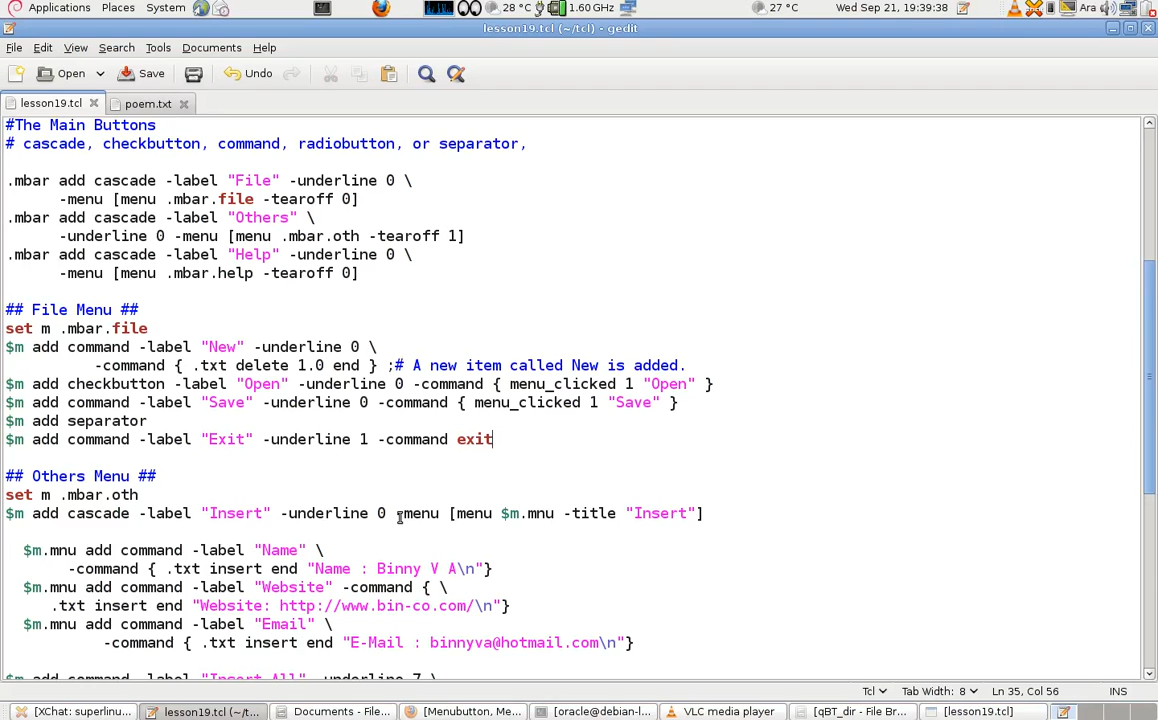 Applications Places System 28 °C 1.60 GHz 27 °C Wed Sep 21, 19:39:38 Ara
lesson19.tcl (~/tcl) - gedit
File Edit View Search Tools Documents Help
Open Save Undo
lesson19.tcl poem.txt
#The Main Buttons
# cascade, checkbutton, command, radiobutton, or separator,
.mbar add cascade -label "File" -underline 0 \
-menu [menu .mbar.file -tearoff 0]
.mbar add cascade -label "Others" \
-underline 0 -menu [menu .mbar.oth -tearoff 1]
.mbar add cascade -label "Help" -underline 0 \
-menu [menu .mbar.help -tearoff 0]
## File Menu ##
set m .mbar.file
$m add command -label "New" -underline 0 \
-command { .txt delete 1.0 end } ;# A new item called New is added.
$m add checkbutton -label "Open" -underline 0 -command { menu_clicked 1 "Open" }
$m add command -label "Save" -underline 0 -command { menu_clicked 1 "Save" }
$m add separator
$m add command -label "Exit" -underline 1 -command exit
## Others Menu ##
set m .mbar.oth
$m add cascade -label "Insert" -underline 0 -menu [menu $m.mnu -title "Insert"]
$m.mnu add command -label "Name" \
-command { .txt insert end "Name : Binny V A\n"}
$m.mnu add command -label "Website" -command { \
.txt insert end "Website: http://www.bin-co.com/\n"}
$m.mnu add command -label "Email" \
-command { .txt insert end "E-Mail : binnyva@hotmail.com\n"}
$m add command -label "Insert All" -underline 7 \
Tcl Tab Width: 8 Ln 35, Col 56 INS
[XChat: superlinu... lesson19.tcl (~/t... Documents - File... [Menubutton, Me... [oracle@debian-l... VLC media player [qBT_dir - File Br... [lesson19.tcl]